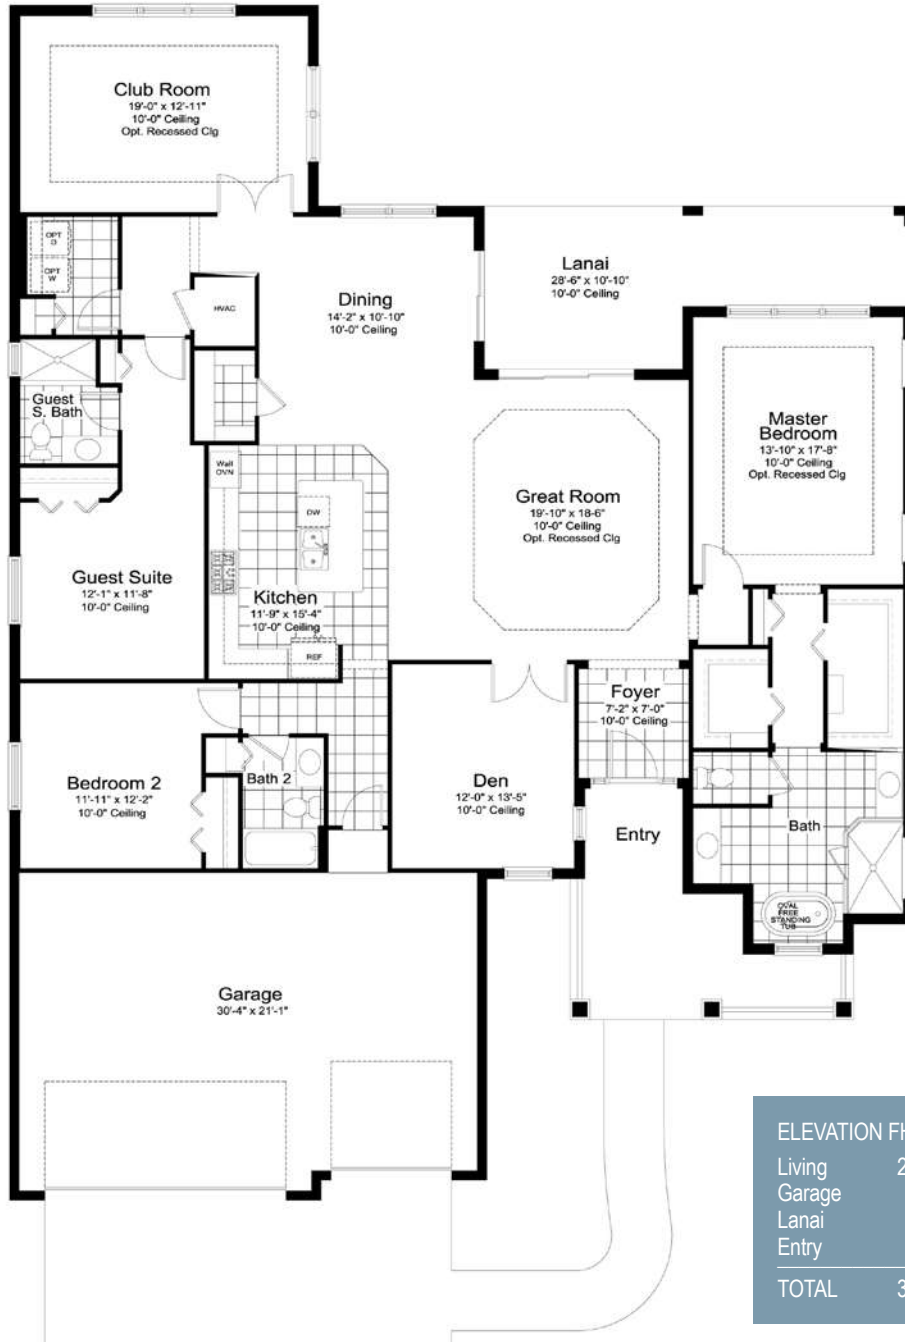 Club Room
19'-0" x 12'-11"
10'-0" Ceiling
Opt. Recessed Clg
OPT
D
OPT
W
HVAC
Dining
14'-2" x 10'-10"
10'-0" Ceiling
Lanai
28'-6" x 10'-10"
10'-0" Ceiling
Guest
S. Bath
Master
Bedroom
13'-10" x 17'-8"
10'-0" Ceiling
Opt. Recessed Clg
Wall
OVN
DW
Great Room
19'-10" x 18-6"
10'-0" Ceiling
Opt. Recessed Clg
Guest Suite
12'-1" x 11'-8"
10'-0" Ceiling
Kitchen
11'-9" x 15'-4"
10'-0" Ceiling
REF
Foyer
7'-2" x 7'-0"
10'-0" Ceiling
Bedroom 2
11'-11" x 12'-2"
10'-0" Ceiling
Bath 2
Den
12'-0" x 13'-5"
10'-0" Ceiling
Entry
Bath
OVAL
FREE
STANDING
TUB
Garage
30'-4" x 21'-1"
ELEVATION
Living 2
Garage
Lanai
Entry
TOTAL 3